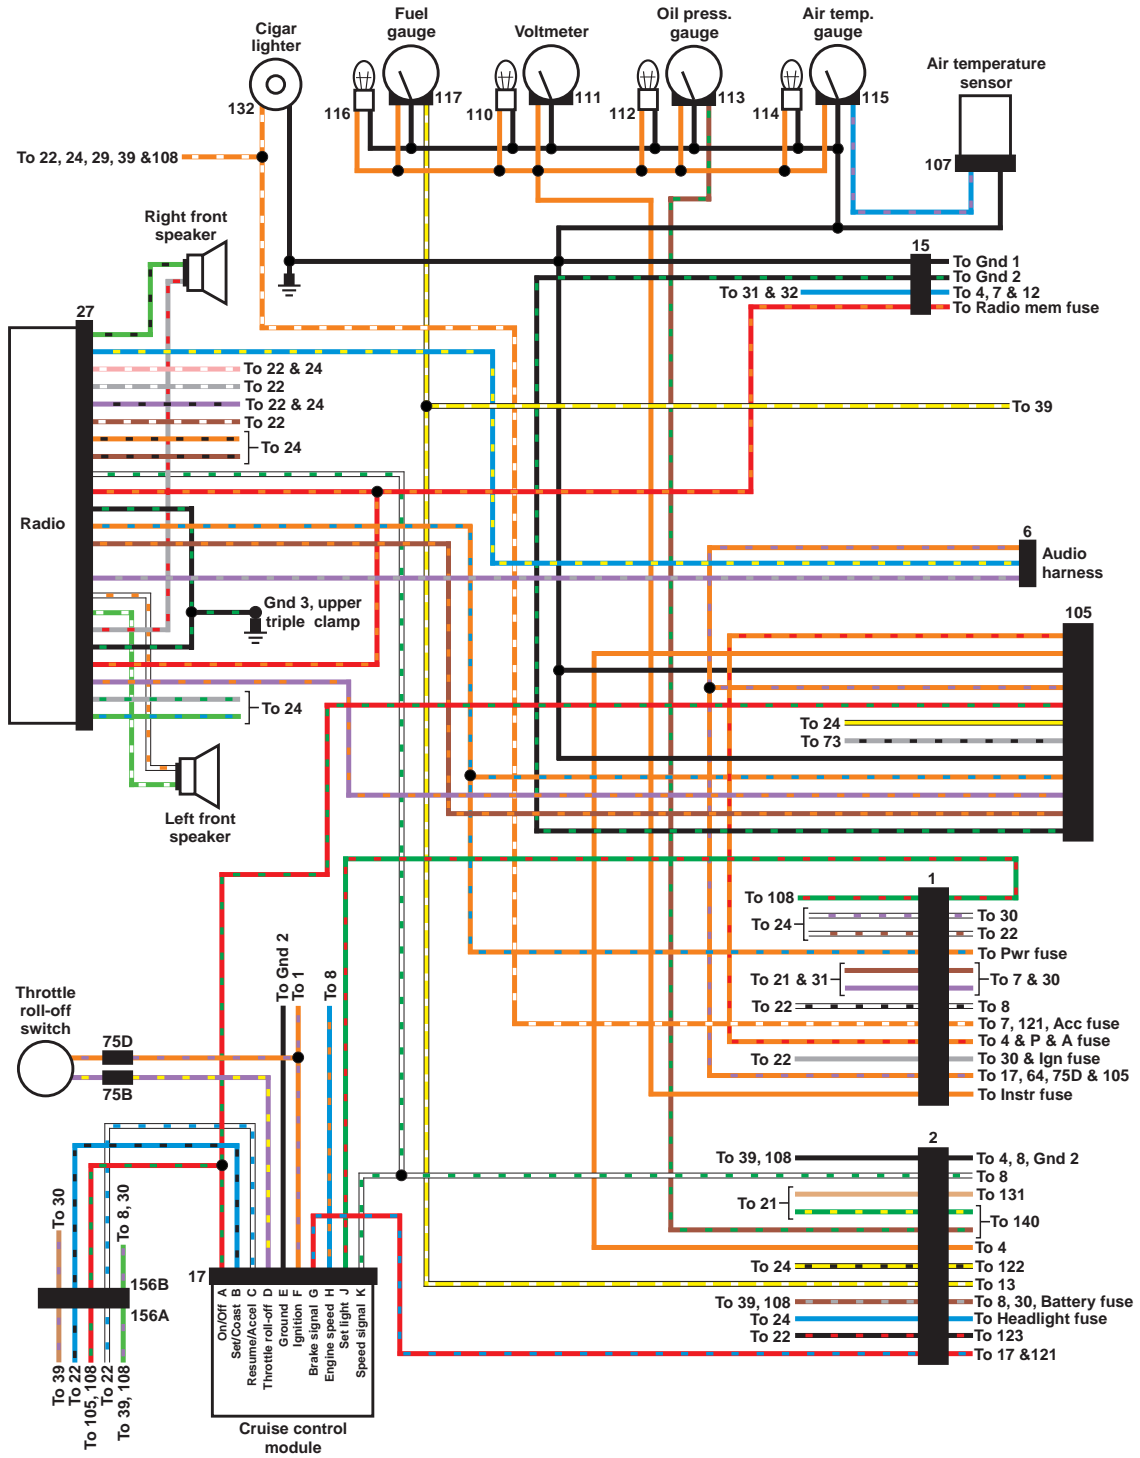 Cigar
lighter
Fuel
gauge
Voltmeter
Oil press.
gauge
Air temp.
gauge
Air temperature
sensor
132
116
117
110
111
112
113
114
115
107
To 22, 24, 29, 39 &108
Right front
speaker
15
To Gnd 1
To Gnd 2
To 31 & 32
To 4, 7 & 12
To Radio mem fuse
27
To 22 & 24
To 22
To 22 & 24
To 22
To 24
To 39
Radio
6
Audio
harness
Gnd 3, upper
triple clamp
105
To 24
To 24
To 73
Left front
speaker
1
To 108
To 24
To 30
To 22
To Pwr fuse
To 21 & 31
To 7 & 30
To 22
To 8
To 7, 121, Acc fuse
To 4 & P & A fuse
To 22
To 30 & Ign fuse
To 17, 64, 75D & 105
To Instr fuse
To Gnd 2
To 1
To 8
Throttle
roll-off
switch
75D
75B
2
To 39, 108
To 4, 8, Gnd 2
To 8
To 131
To 21
To 140
To 4
To 24
To 122
To 13
To 39, 108
To 8, 30, Battery fuse
To 24
To Headlight fuse
To 22
To 123
To 17 &121
To 30
To 8, 30
156B
156A
To 39
To 22
To 105, 108
To 22
To 39, 108
17
On/Off A
Set/Coast B
Resume/Accel C
Throttle roll-off D
Ground E
Ignition F
Brake signal G
Engine speed H
Set light J
Speed signal K
Cruise control
module